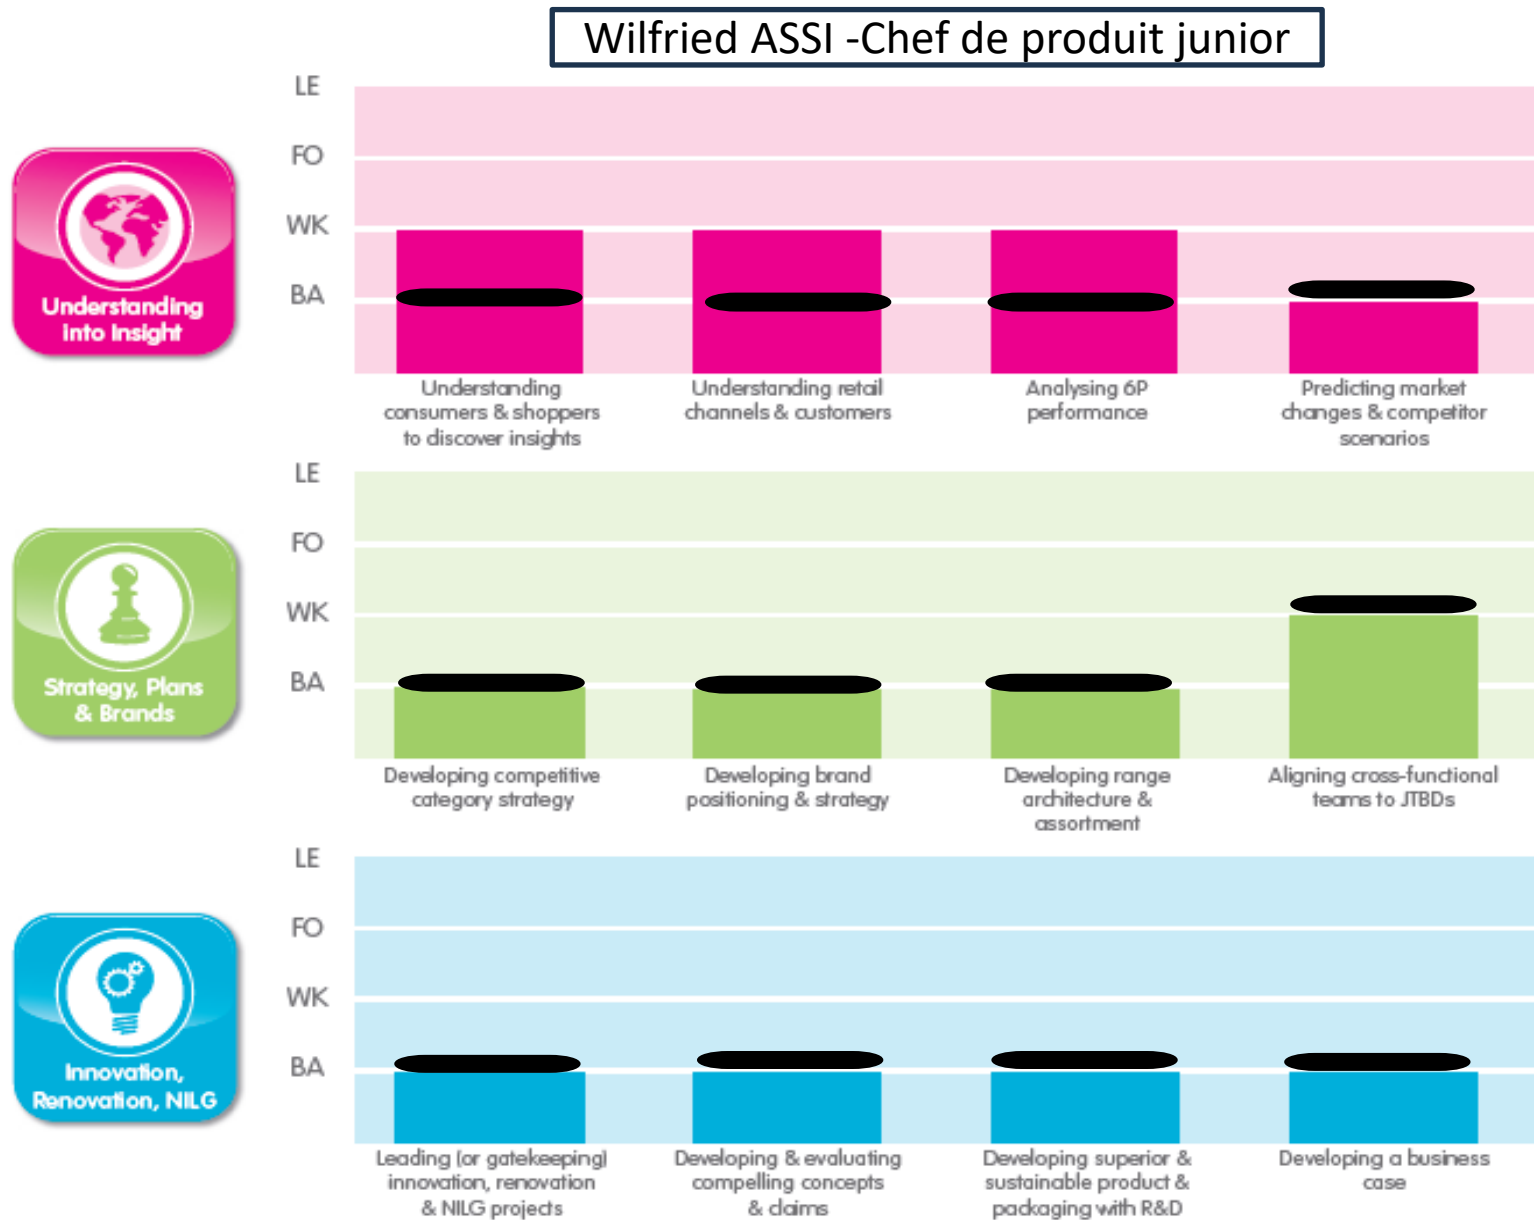 Wilfried ASSI -Chef de produit junior
LE
FO
WK
BA
Understanding
into Insight
Understanding
consumers & shoppers
to discover insights
Understanding retail
channels & customers
Analysing 6P
performance
Predicting market
changes & competitor
scenarios
LE
FO
WK
BA
Strategy, Plans
& Brands
Developing competitive
category strategy
Developing brand
positioning & strategy
Developing range
architecture &
assortment
Aligning cross-functional
teams to JTBDs
LE
FO
WK
BA
Innovation,
Renovation, NILG
Leading (or gatekeeping)
innovation, renovation
& NILG projects
Developing & evaluating
compelling concepts
& claims
Developing superior &
sustainable product &
packaging with R&D
Developing a business
case